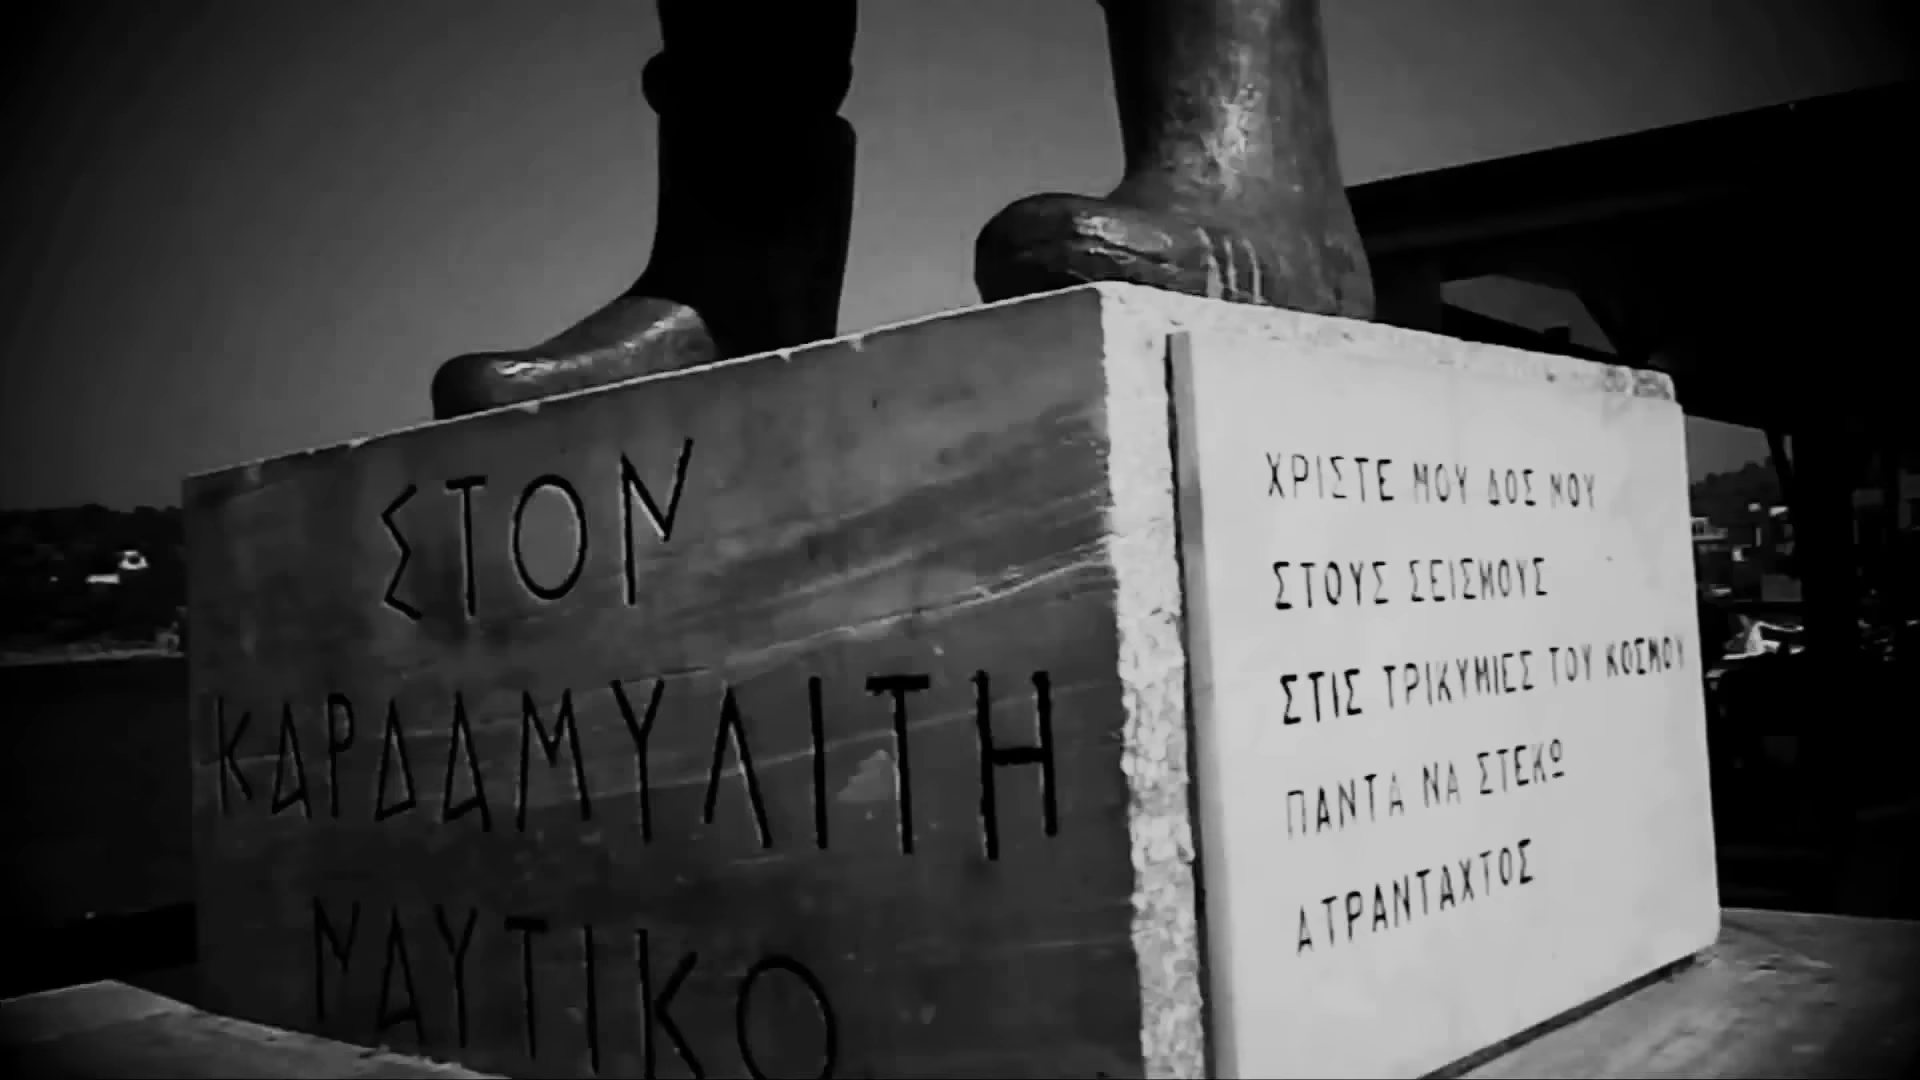 ΣΤΟΝ
ΚΑΡΔΑΜΥΛΙΤΗ
ΝΑΥΤΙΚΟ
ΧΡΙΣΤΕ ΜΟΥ ΔΟΣ ΜΟΥ
ΣΤΟΥΣ ΣΕΙΣΜΟΥΣ
ΣΤΙΣ ΤΡΙΚΥΜΙΕΣ ΤΟΥ ΚΟΣΜΟΥ
ΠΑΝΤΑ ΝΑ ΣΤΕΚΩ
ΑΤΡΑΝΤΑΧΤΟΣ